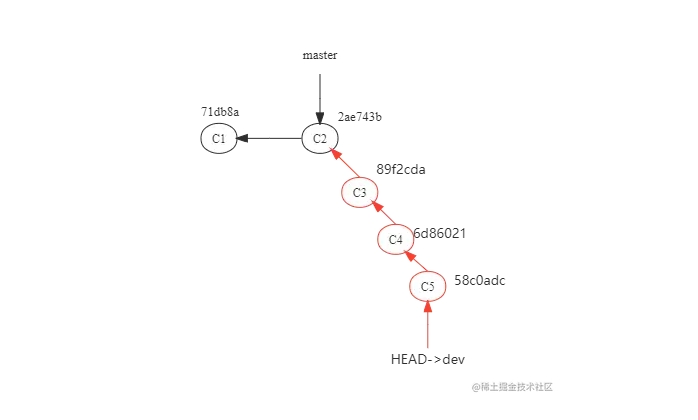 master
71db8a
2ae743b
C1
C2
89f2cda
C3
6d86021
C4
58c0adc
C5
HEAD->dev
@稀土掘金技术社区